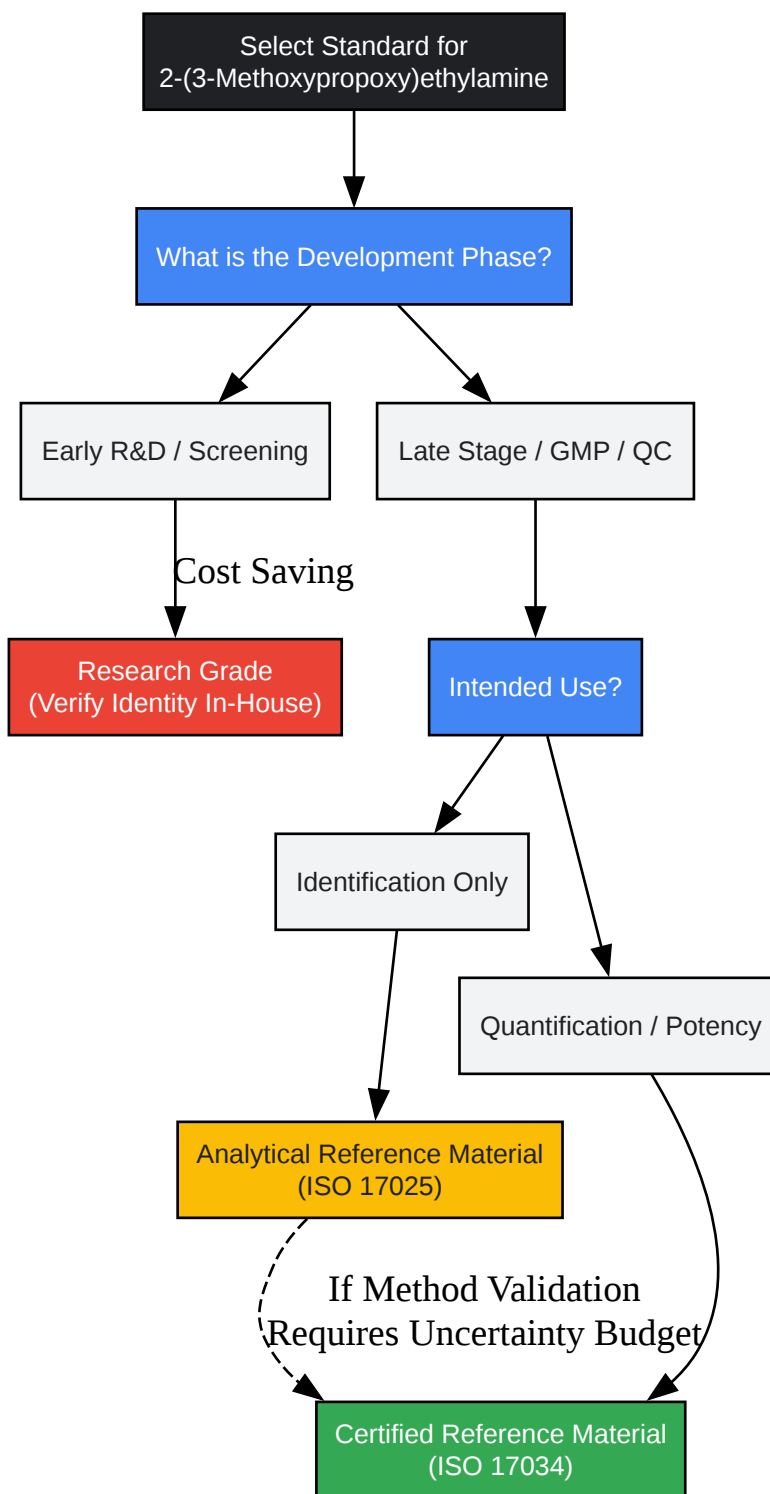 Select Standard for
2-(3-Methoxypropoxy)ethylamine
What is the Development Phase?
Early R&D / Screening
Late Stage / GMP / QC
Cost Saving
Research Grade
(Verify Identity In-House)
Intended Use?
Identification Only
Quantification / Potency
Analytical Reference Material
(ISO 17025)
If Method Validation
Requires Uncertainty Budget
Certified Reference Material
(ISO 17034)